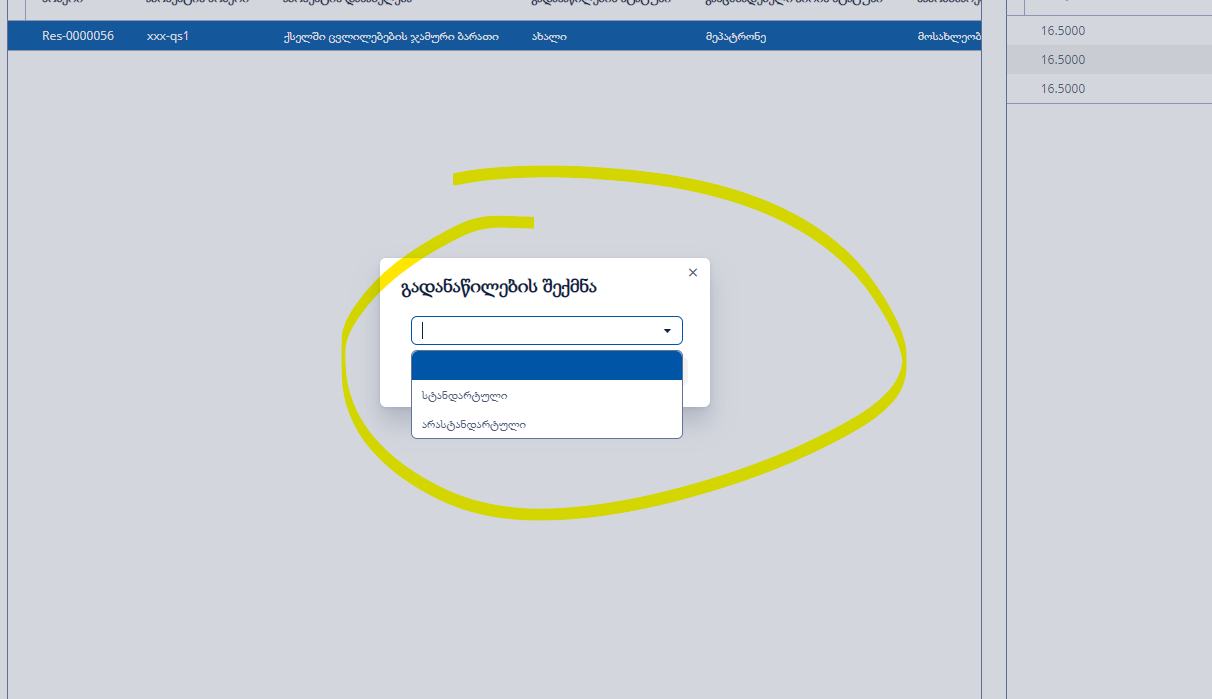 Res-0000056 xxx-qs1 ქსელში ცვლილებების ჯამური ბარათი ახალი მეპატრონე
16.5000
16.5000
16.5000
გადანაწილების შექმნა
სტანდარტული
არასტანდარტული